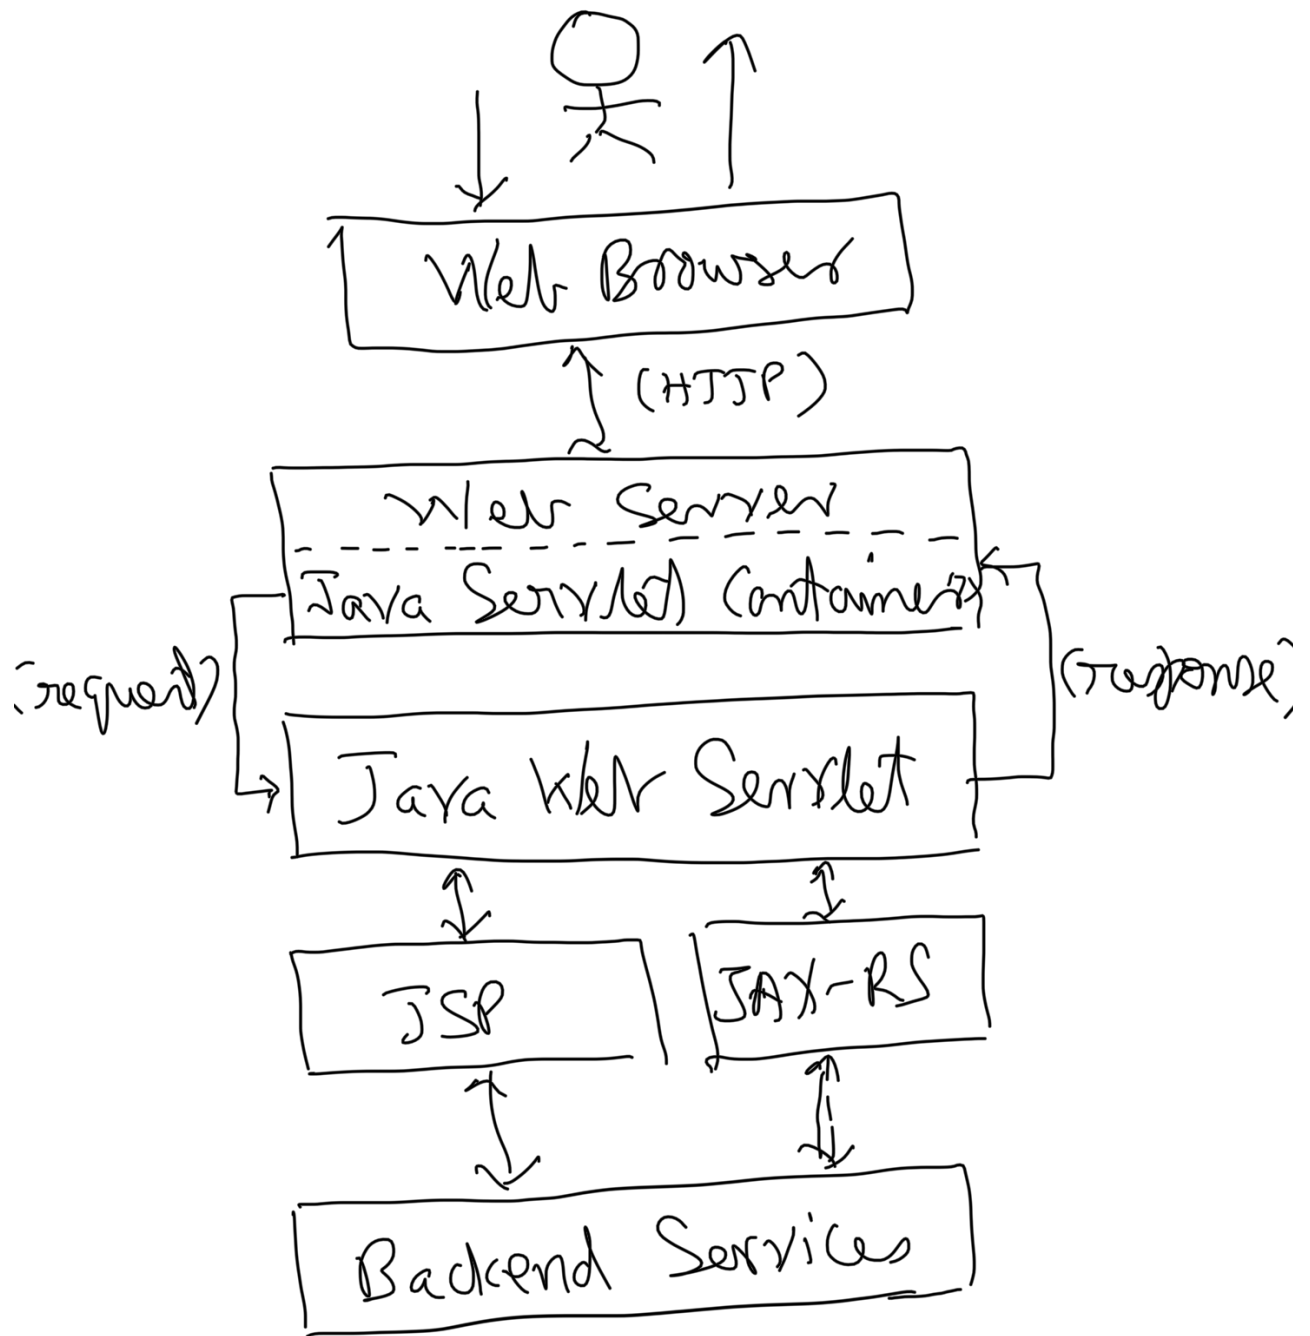 Web Browser
(HTTP)
Web Server
Java Servlet Container
(request)
(response)
Java Web Servlet
JSP
JAX-RS
Backend Services